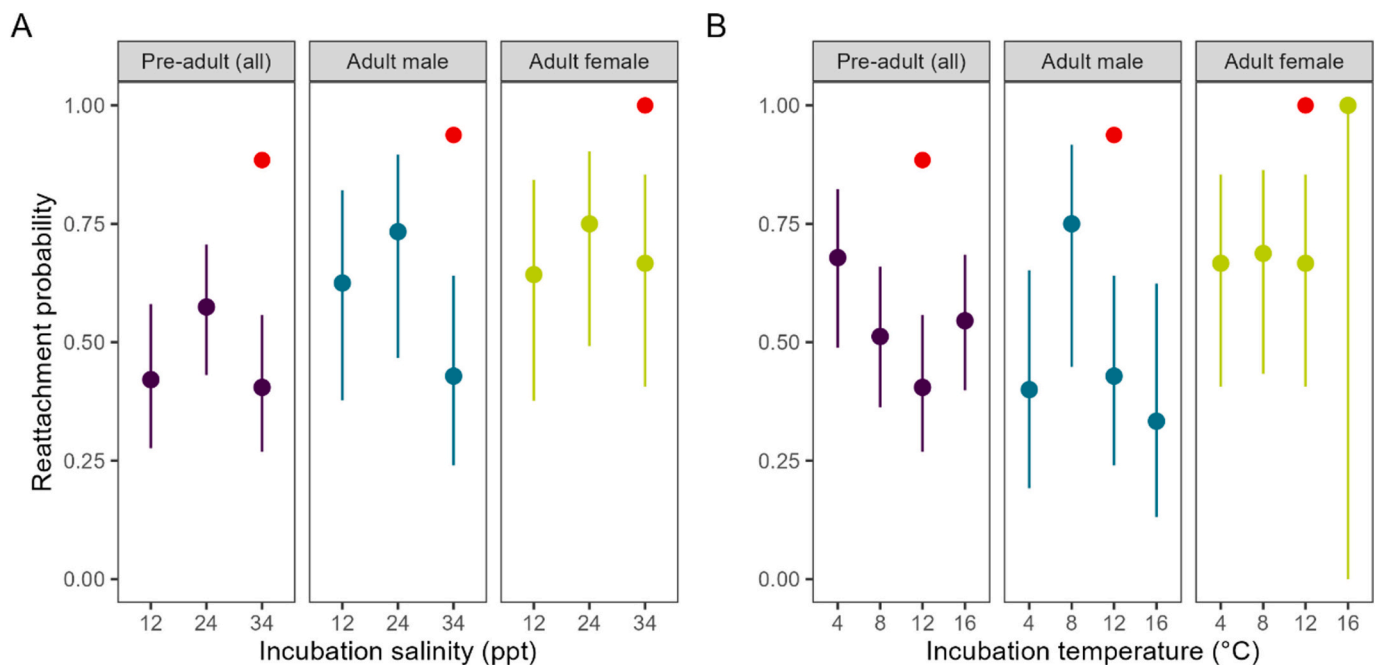 A
Pre-adult (all) Adult male Adult female
1.00
0.75
0.50
0.25
0.00
Reattachment probability
12 24 34 12 24 34 12 24 34
Incubation salinity (ppt)
B
Pre-adult (all) Adult male Adult female
4 8 12 16 4 8 12 16 4 8 12 16
Incubation temperature (°C)